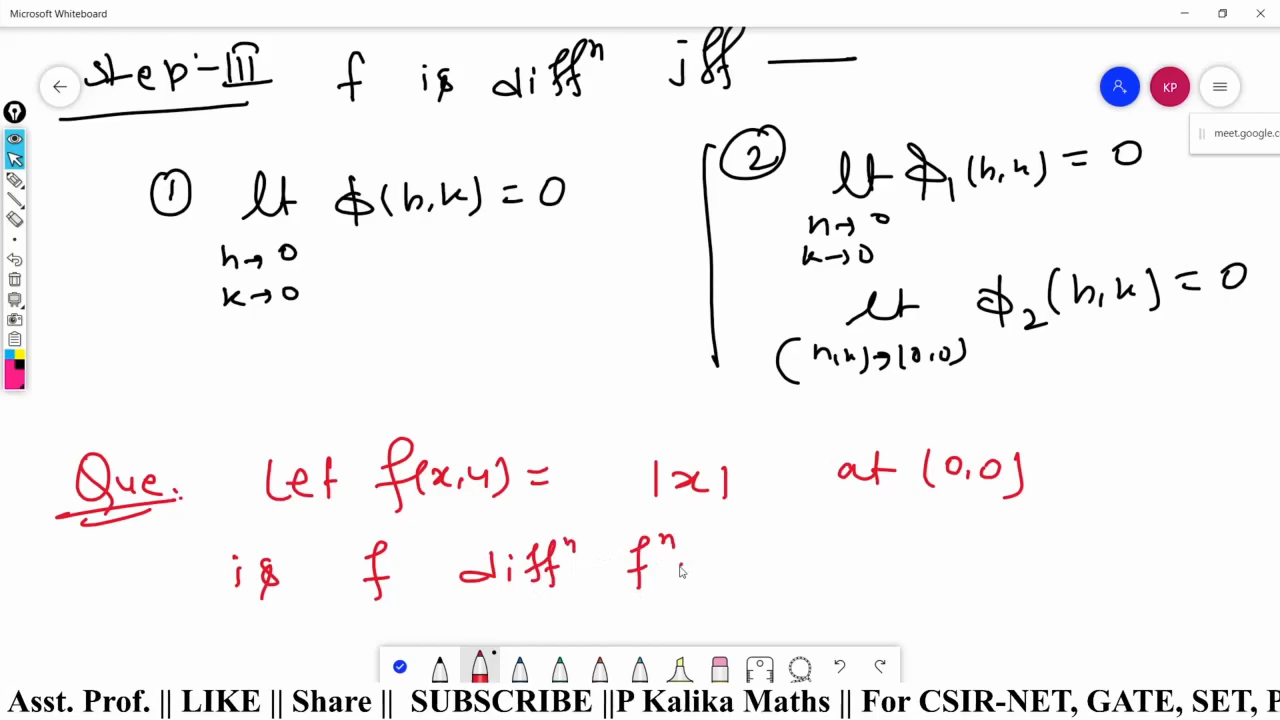 Microsoft Whiteboard
Step-III f is diffⁿ iff —
KP
meet.google.c
① lt ϕ(h,k) = 0
h→0
k→0
② lt ϕ₁(h,k) = 0
h→0
k→0
lt ϕ₂(h,k) = 0
(h,k)→(0,0)
Que. Let f(x,y) = |x| at (0,0)
is f diffⁿ fⁿ
Asst. Prof. || LIKE || Share || SUBSCRIBE ||P Kalika Maths || For CSIR-NET, GATE, SET, P